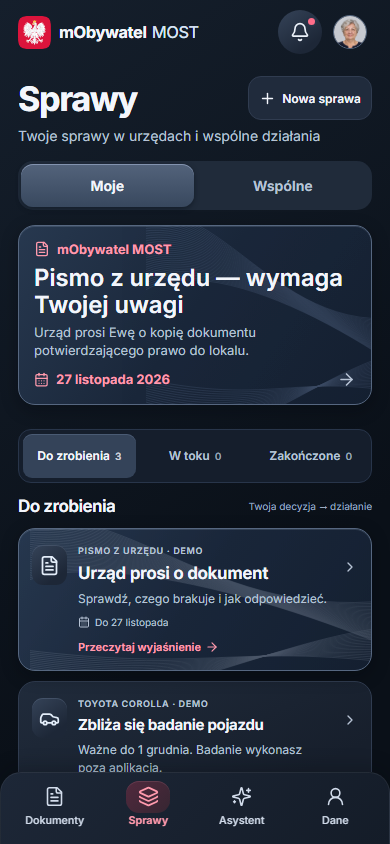 mObywatel MOST
Sprawy
Nowa sprawa
Twoje sprawy w urzędach i wspólne działania
Moje
Wspólne
mObywatel MOST
Pismo z urzędu — wymaga
Twojej uwagi
Urząd prosi Ewę o kopię dokumentu
potwierdzającego prawo do lokalu.
27 listopada 2026
Do zrobienia 3
W toku 0
Zakończone 0
Do zrobienia
Twoja decyzja → działanie
PISMO Z URZĘDU · DEMO
Urząd prosi o dokument
Sprawdź, czego brakuje i jak odpowiedzieć.
Do 27 listopada
Przeczytaj wyjaśnienie →
TOYOTA COROLLA · DEMO
Zbliża się badanie pojazdu
Ważne do 1 grudnia. Badanie wykonasz
poza aplikacją.
Dokumenty
Sprawy
Asystent
Dane